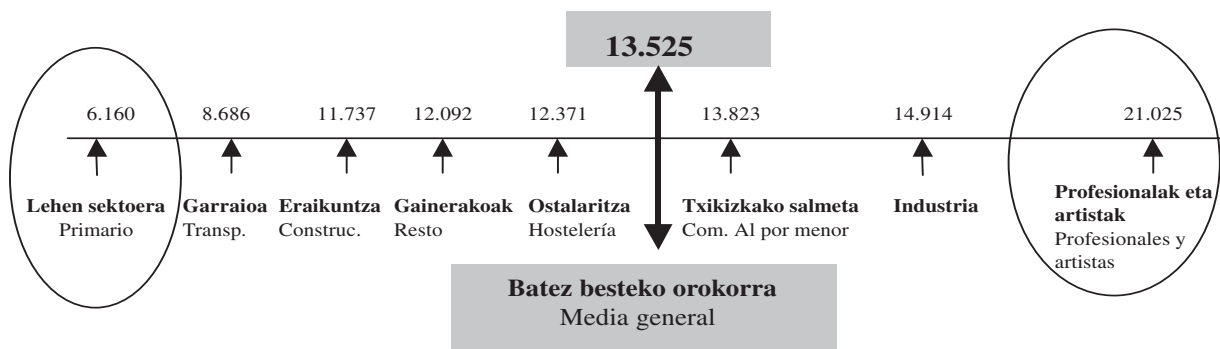 13.525
6.160 8.686 11.737 12.092 12.371 13.823 14.914 21.025
Lehen sektorea
Primario
Garraioa
Transp.
Eraikuntza
Construc.
Gainerakoak
Resto
Ostalaritza
Hostelería
Txikizkako salmeta
Com. Al por menor
Industria
Profesionalak eta
artistak
Profesionales y
artistas
Batez besteko orokorra
Media general